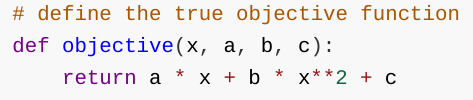 # define the true objective function
def objective(x, a, b, c):
    return a * x + b * x**2 + c